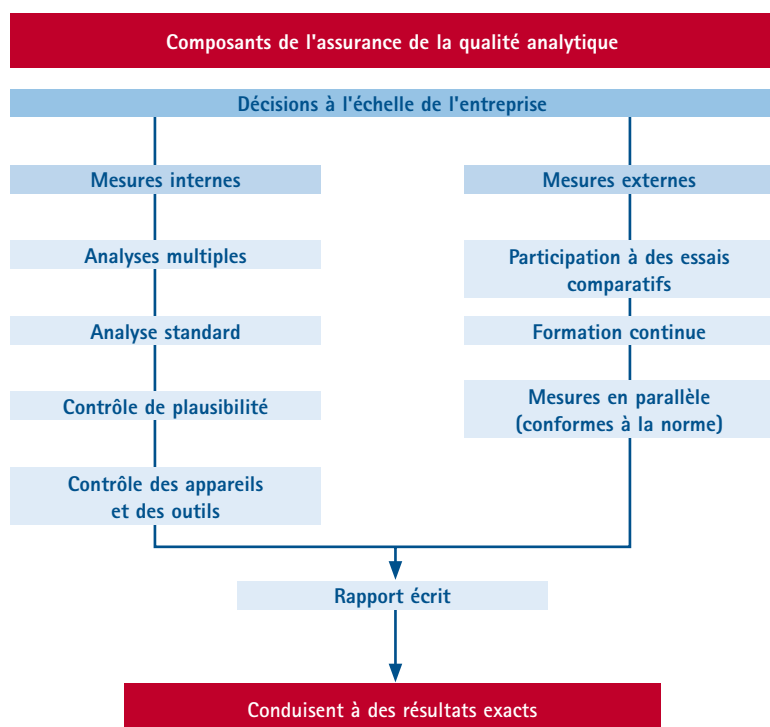 Composants de l'assurance de la qualité analytique
Décisions à l'échelle de l'entreprise
Mesures internes
Analyses multiples
Analyse standard
Contrôle de plausibilité
Contrôle des appareils
et des outils
Mesures externes
Participation à des essais
comparatifs
Formation continue
Mesures en parallèle
(conformes à la norme)
Rapport écrit
Conduisent à des résultats exacts